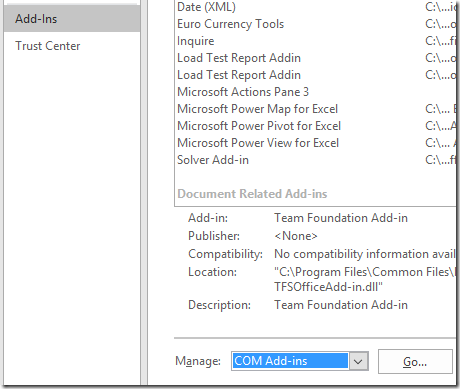 Add-Ins
Trust Center
Date (XML) C:\...ic
Euro Currency Tools C:\...o
Inquire C:\...fi
Load Test Report Addin C:\...o
Load Test Report Addin C:\...o
Microsoft Actions Pane 3
Microsoft Power Map for Excel C:\... E
Microsoft Power Pivot for Excel C:\...A
Microsoft Power View for Excel C:\...
Solver Add-in C:\...ff
Document Related Add-ins
Add-in: Team Foundation Add-in
Publisher: <None>
Compatibility: No compatibility information avail
Location: "C:\Program Files\Common Files\
TFSOfficeAdd-in.dll"
Description: Team Foundation Add-in
Manage: COM Add-ins Go...